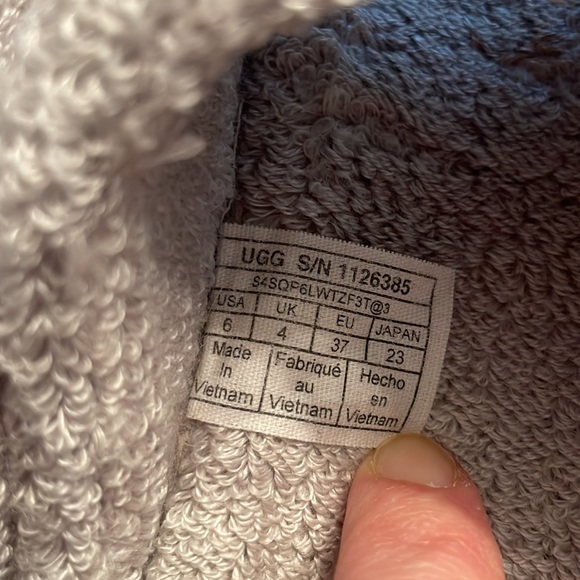 UGG S/N 1126385
S4SQP6LWTZF3T@3
USA UK EU JAPAN
6 4 37 23
Made Fabriqué Hecho
In au en
Vietnam Vietnam Vietnam